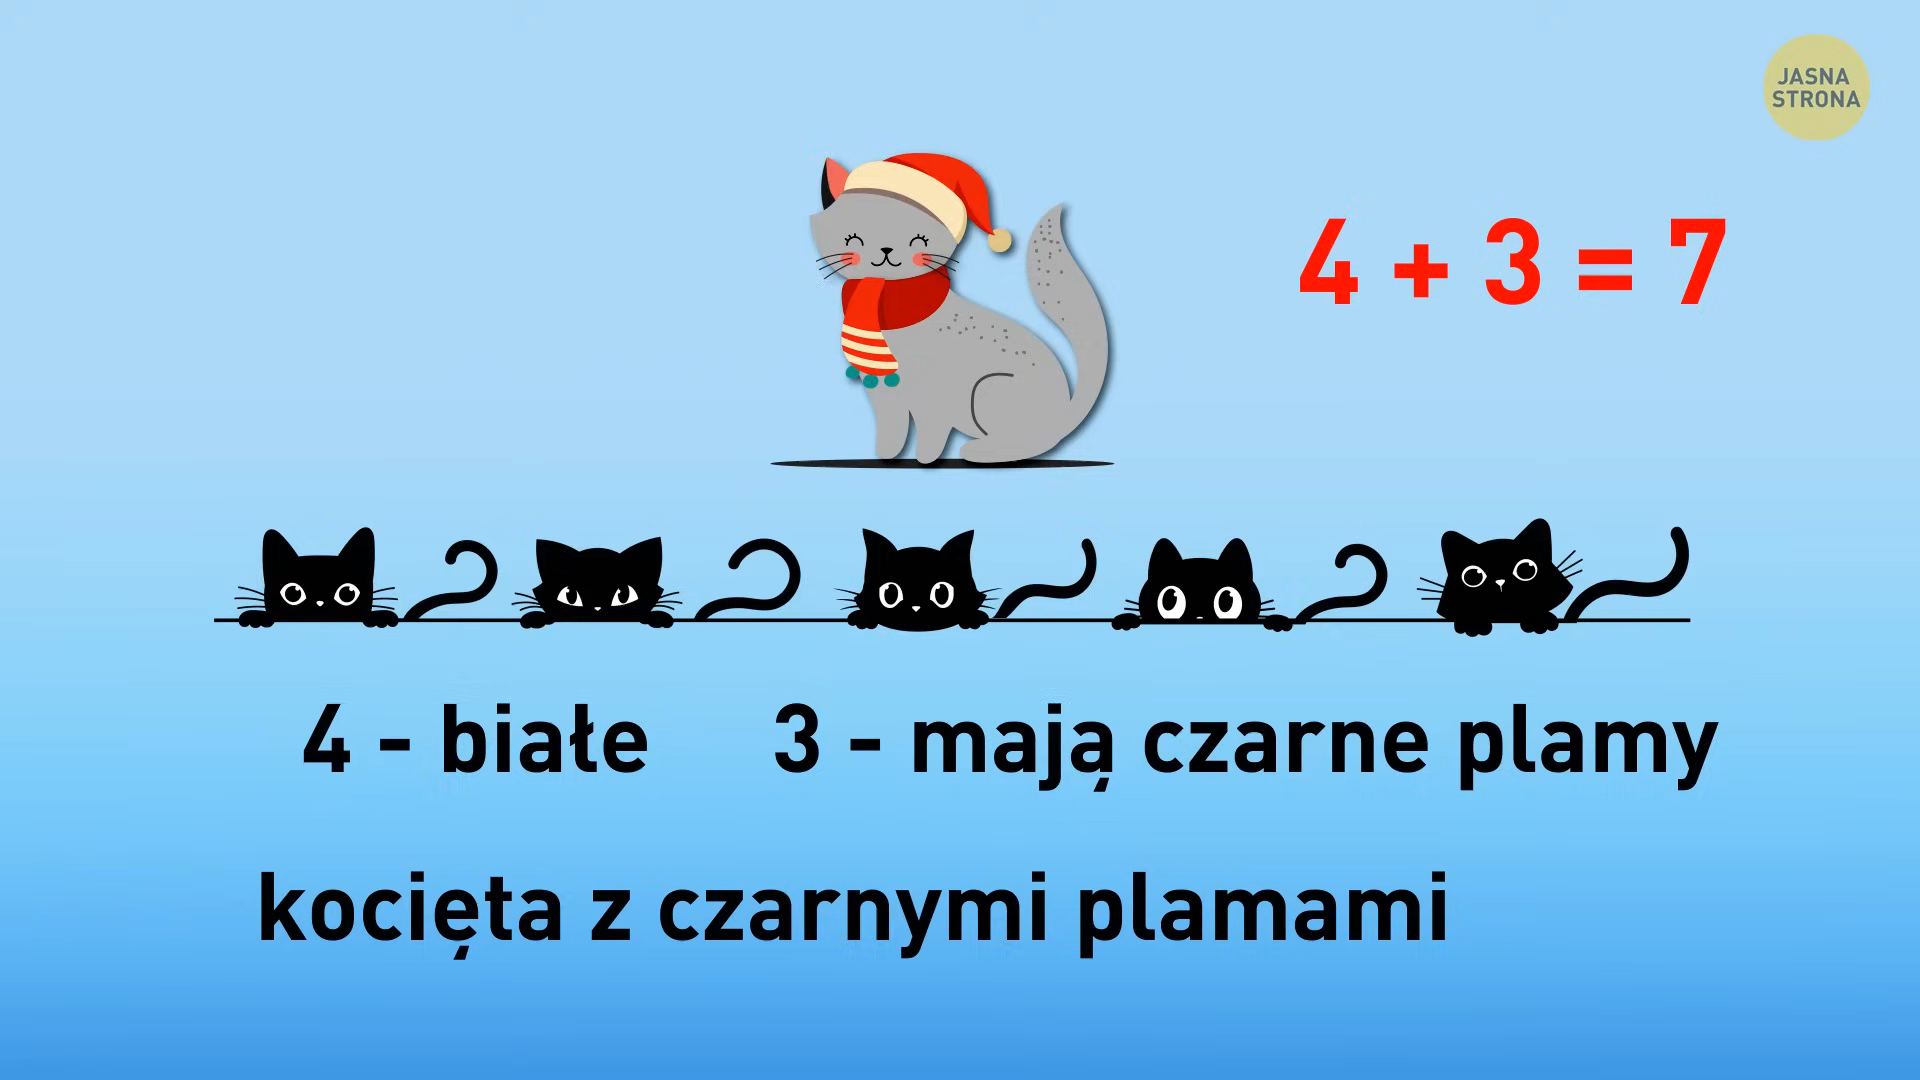 JASNA
STRONA
4 + 3 = 7
4 - białe 3 - mają czarne plamy
kocięta z czarnymi plamami